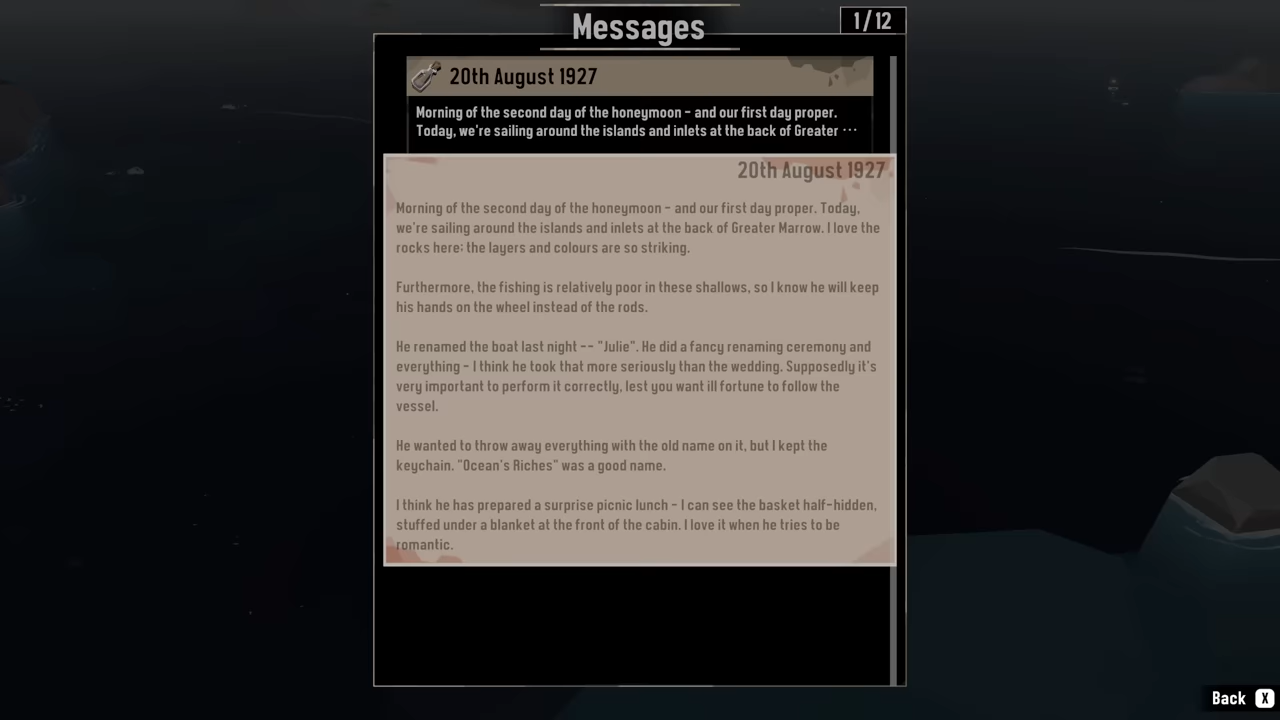 Messages
1/12
20th August 1927
Morning of the second day of the honeymoon - and our first day proper.
Today, we're sailing around the islands and inlets at the back of Greater ...
20th August 1927
Morning of the second day of the honeymoon - and our first day proper. Today,
we're sailing around the islands and inlets at the back of Greater Marrow. I love the
rocks here: the layers and colours are so striking.
Furthermore, the fishing is relatively poor in these shallows, so I know he will keep
his hands on the wheel instead of the rods.
He renamed the boat last night -- "Julie". He did a fancy renaming ceremony and
everything - I think he took that more seriously than the wedding. Supposedly it's
very important to perform it correctly, lest you want ill fortune to follow the
vessel.
He wanted to throw away everything with the old name on it, but I kept the
keychain. "Ocean's Riches" was a good name.
I think he has prepared a surprise picnic lunch - I can see the basket half-hidden,
stuffed under a blanket at the front of the cabin. I love it when he tries to be
romantic.
Back X